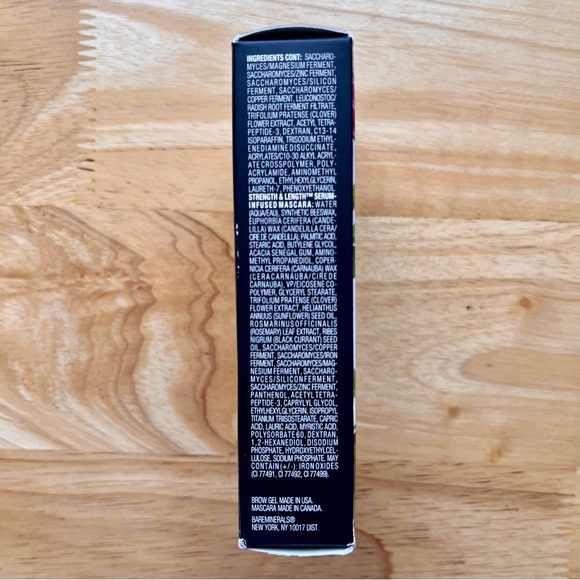 INGREDIENTS CONT: SACCHARO-
MYCES/MAGNESIUM FERMENT,
SACCHAROMYCES/ZINC FERMENT,
SACCHAROMYCES/SILICON
FERMENT, SACCHAROMYCES/
COPPER FERMENT, LEUCONOSTOC/
RADISH ROOT FERMENT FILTRATE,
TRIFOLIUM PRATENSE (CLOVER)
FLOWER EXTRACT, ACETYL TETRA-
PEPTIDE-3, DEXTRAN, C13-14
ISOPARAFFIN, TRISODIUM ETHYL-
ENEDIAMINE DISUCCINATE,
ACRYLATES/C10-30 ALKYL ACRYL-
ATE CROSSPOLYMER, POLY-
ACRYLAMIDE, AMINOMETHYL
PROPANOL, ETHYLHEXYLGLYCERIN,
LAURETH-7, PHENOXYETHANOL
STRENGTH & LENGTH™ SERUM-
INFUSED MASCARA: WATER
(AQUA/EAU), SYNTHETIC BEESWAX,
EUPHORBIA CERIFERA (CANDE-
LILLA) WAX (CANDELILLA CERA/
CIRE DE CANDELILLA), PALMITIC ACID,
STEARIC ACID, BUTYLENE GLYCOL,
ACACIA SENEGAL GUM, AMINO-
METHYL PROPANEDIOL, COPER-
NICIA CERIFERA (CARNAUBA) WAX
(CERA CARNAUBA/CIRE DE
CARNAUBA), VP/EICOSENE CO-
POLYMER, GLYCERYL STEARATE,
TRIFOLIUM PRATENSE (CLOVER)
FLOWER EXTRACT, HELIANTHUS
ANNUUS (SUNFLOWER) SEED OIL,
ROSMARINUS OFFICINALIS
(ROSEMARY) LEAF EXTRACT, RIBES
NIGRUM (BLACK CURRANT) SEED
OIL, SACCHAROMYCES/COPPER
FERMENT, SACCHAROMYCES/IRON
FERMENT, SACCHAROMYCES/MAG-
NESIUM FERMENT, SACCHARO-
MYCES/SILICON FERMENT,
SACCHAROMYCES/ZINC FERMENT,
PANTHENOL, ACETYL TETRA-
PEPTIDE-3, CAPRYLYL GLYCOL,
ETHYLHEXYLGLYCERIN, ISOPROPYL
TITANIUM TRIISOSTEARATE, CAPRIC
ACID, LAURIC ACID, MYRISTIC ACID,
POLYSORBATE 60, DEXTRAN,
1,2-HEXANEDIOL, DISODIUM
PHOSPHATE, HYDROXYETHYLCEL-
LULOSE, SODIUM PHOSPHATE. MAY
CONTAIN (+/-): IRON OXIDES
(CI 77491, CI 77492, CI 77499).
BROW GEL MADE IN USA.
MASCARA MADE IN CANADA.
BAREMINERALS®
NEW YORK, NY 10017 DIST.